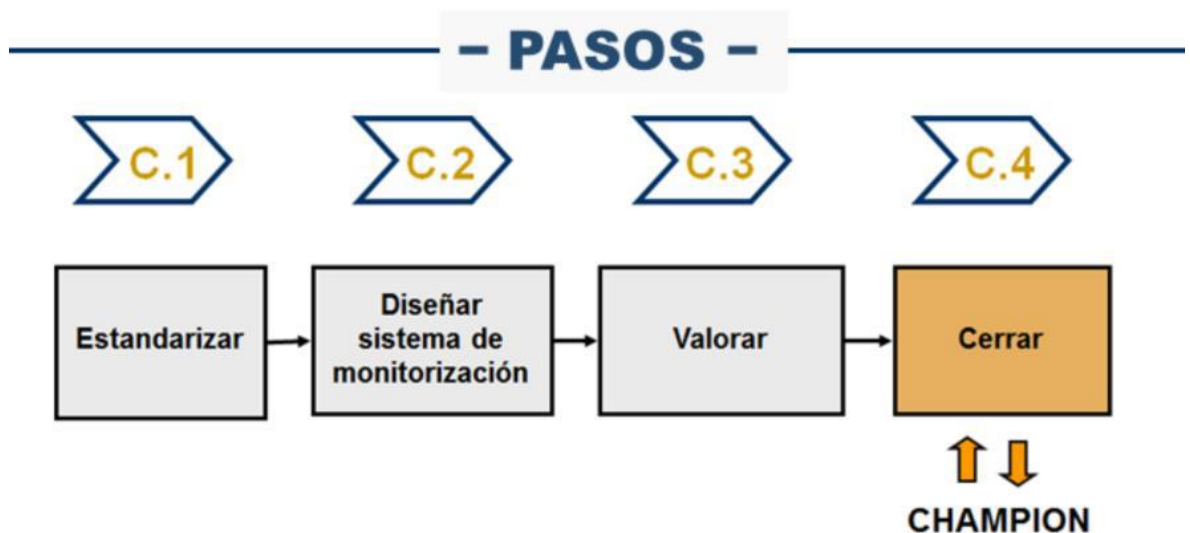 – PASOS –
C.1
C.2
C.3
C.4
Estandarizar
Diseñar
sistema de
monitorización
Valorar
Cerrar
CHAMPION